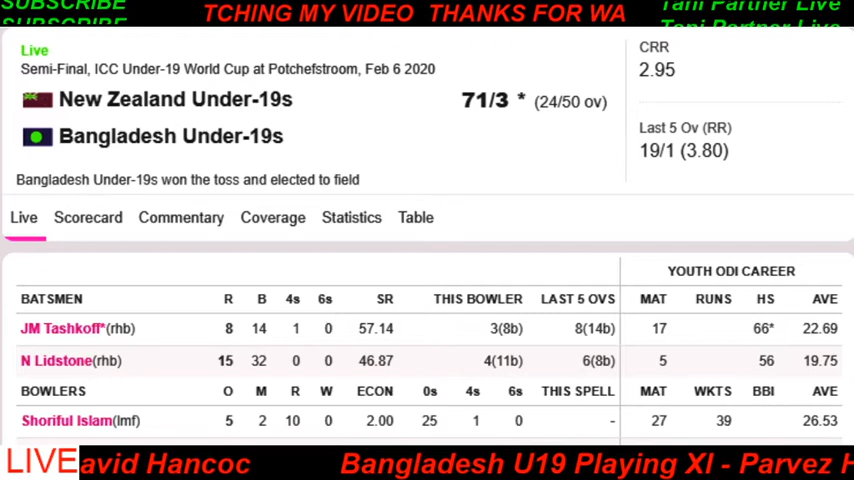 SUBSCRIBE
SUBSCRIBE
TCHING MY VIDEO THANKS FOR WA
Tani Partner Live
Tani Partner Live
Live
Semi-Final, ICC Under-19 World Cup at Potchefstroom, Feb 6 2020
New Zealand Under-19s 71/3 * (24/50 ov)
Bangladesh Under-19s
Bangladesh Under-19s won the toss and elected to field
CRR
2.95
Last 5 Ov (RR)
19/1 (3.80)
Live Scorecard Commentary Coverage Statistics Table
YOUTH ODI CAREER
BATSMEN R B 4s 6s SR THIS BOWLER LAST 5 OVS MAT RUNS HS AVE
JM Tashkoff*(rhb) 8 14 1 0 57.14 3(8b) 8(14b) 17 66* 22.69
N Lidstone(rhb) 15 32 0 0 46.87 4(11b) 6(8b) 5 56 19.75
BOWLERS O M R W ECON 0s 4s 6s THIS SPELL MAT WKTS BBI AVE
Shoriful Islam(lmf) 5 2 10 0 2.00 25 1 0 - 27 39 26.53
LIVE avid Hancoc Bangladesh U19 Playing XI - Parvez H